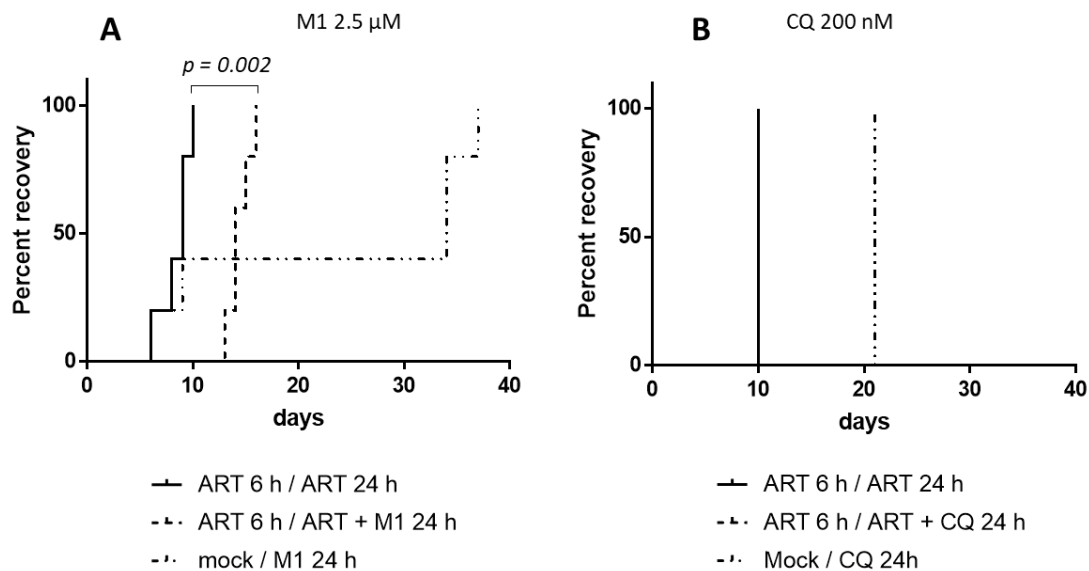 A
M1 2.5 µM
p = 0.002
100
50
0
Percent recovery
0
10
20
30
40
days
ART 6 h / ART 24 h
ART 6 h / ART + M1 24 h
mock / M1 24 h
B
CQ 200 nM
100
50
0
Percent recovery
0
10
20
30
40
days
ART 6 h / ART 24 h
ART 6 h / ART + CQ 24 h
Mock / CQ 24h